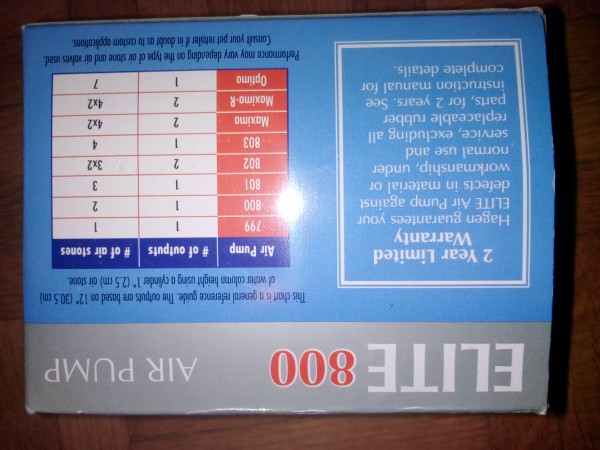 ELITE 800 AIR PUMP
This chart is a general reference guide. The outputs are based on 12" (30.5 cm)
of water column height using a 1" cylinder (2.5 cm) air stone.
Air Pump # of outputs # of air stones
799 1 1
800 1 2
801 1 3
802 2 3x2
803 1 4
Maxima 2 4x2
Maxima-R 2 4x2
Optima 1 7
Performance may vary depending on the type of air stone and air valves used.
Consult your pet retailer if in doubt as to custom applications.
2 Year Limited
Warranty
Hagen guarantees your
ELITE Air Pump against
defects in material or
workmanship, under
normal use and
service, excluding all
replaceable rubber
parts, for 2 years. See
instruction manual for
complete details.